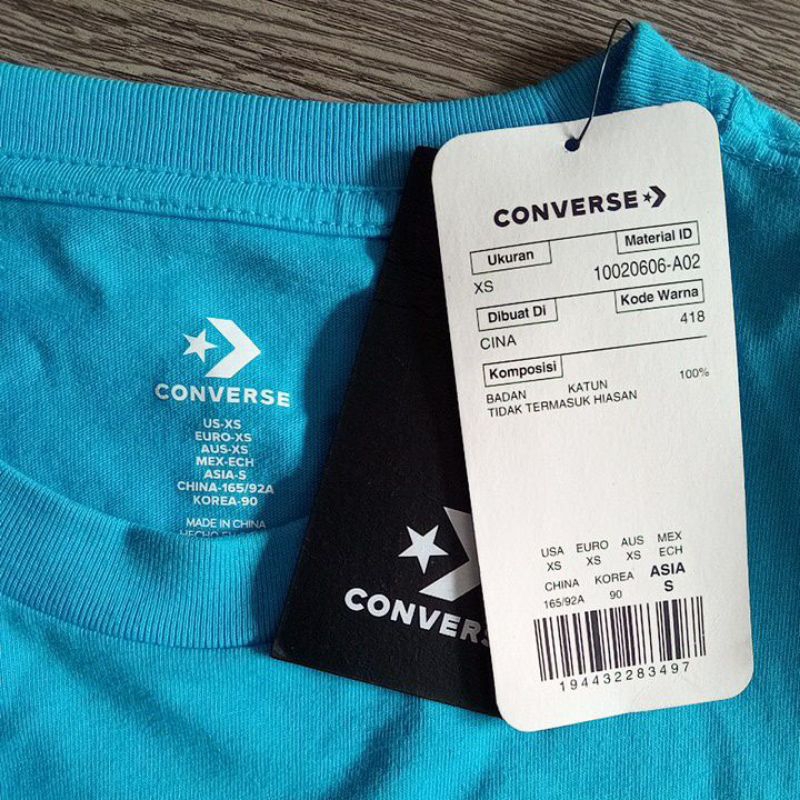 CONVERSE
US-XS
EURO-XS
AUS-XS
MEX-ECH
ASIA-S
CHINA-165/92A
KOREA-90
MADE IN CHINA
CONVERS
CONVERSE
Ukuran Material ID
XS 10020606-A02
Dibuat Di Kode Warna
CINA 418
Komposisi
BADAN KATUN 100%
TIDAK TERMASUK HIASAN
USA EURO AUS MEX
XS XS XS ECH
CHINA KOREA ASIA
165/92A 90 S
194432283497